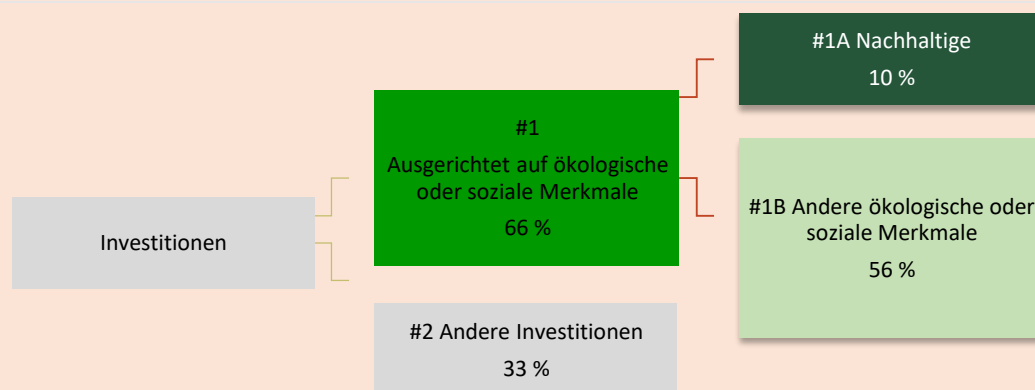 Investitionen
#1
Ausgerichtet auf ökologische
oder soziale Merkmale
66 %
#2 Andere Investitionen
33 %
#1A Nachhaltige
10 %
#1B Andere ökologische oder
soziale Merkmale
56 %